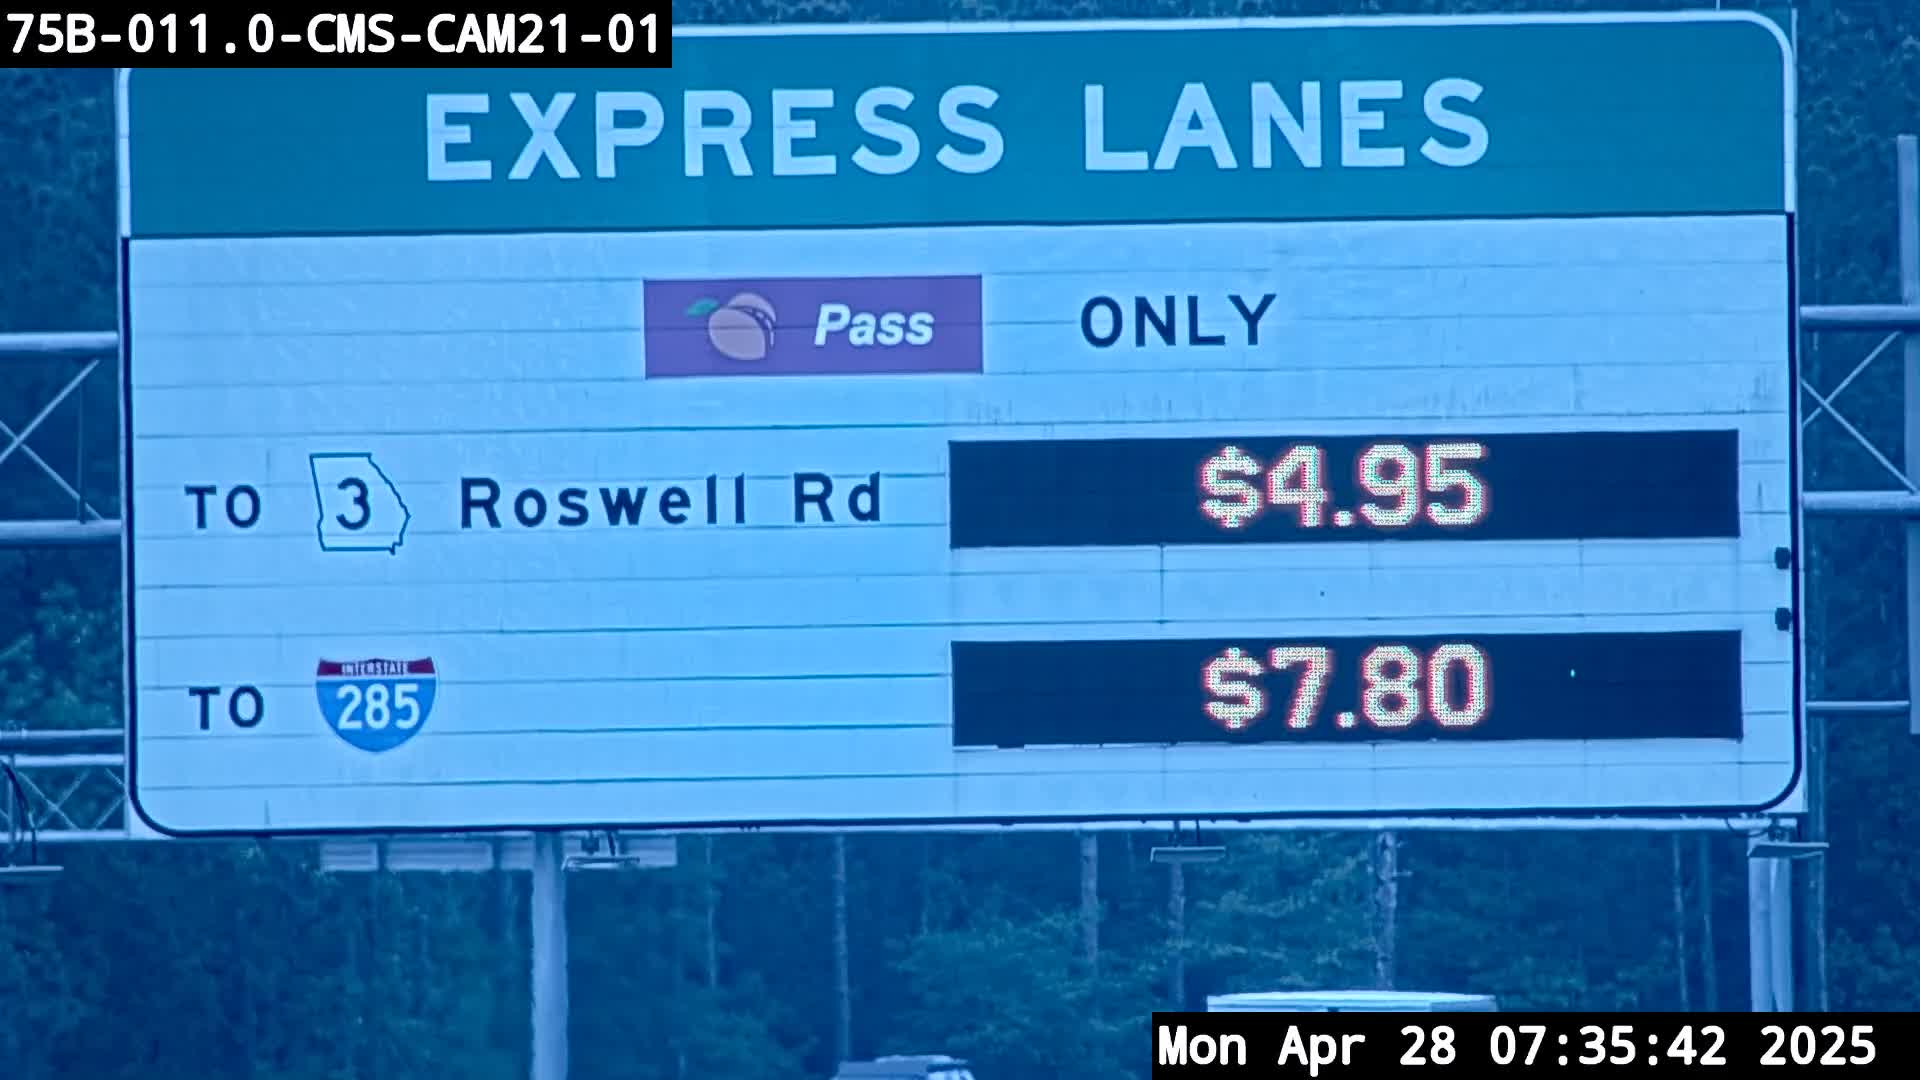 75B-011.0-CMS-CAM21-01
EXPRESS LANES
Pass ONLY
TO 3 Roswell Rd $4.95
INTERSTATE
TO 285 $7.80
Mon Apr 28 07:35:42 2025